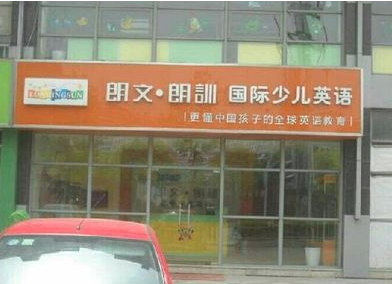 朗文·朗訓 国际少儿英语
更懂中国孩子的全球英语教育